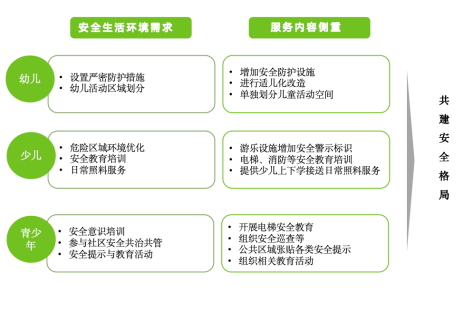 安全生活环境需求
服务内容侧重
幼儿
• 设置严密防护措施
• 幼儿活动区域划分
• 增加安全防护设施
• 进行适儿化改造
• 单独划分儿童活动空间
少儿
• 危险区域环境优化
• 安全教育培训
• 日常照料服务
• 游乐设施增加安全警示标识
• 电梯、消防等安全教育培训
• 提供少儿上下学接送日常照料服务
青少
年
• 安全意识培训
• 参与社区安全共治共管
• 安全提示与教育活动
• 开展电梯安全教育
• 组织安全巡查等
• 公共区域张贴各类安全提示
• 组织相关教育活动
共
建
安
全
格
局